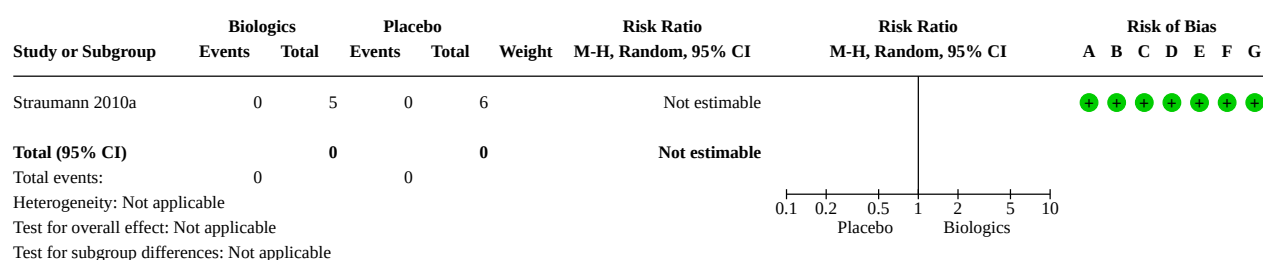 Biologics Placebo Risk Ratio Risk Ratio Risk of Bias
Study or Subgroup Events Total Events Total Weight M-H, Random, 95% CI M-H, Random, 95% CI A B C D E F G
Straumann 2010a 0 5 0 6 Not estimable + + + + + + +
Total (95% CI) 0 0 Not estimable
Total events: 0 0
Heterogeneity: Not applicable
0.1 0.2 0.5 1 2 5 10
Test for overall effect: Not applicable Placebo Biologics
Test for subgroup differences: Not applicable